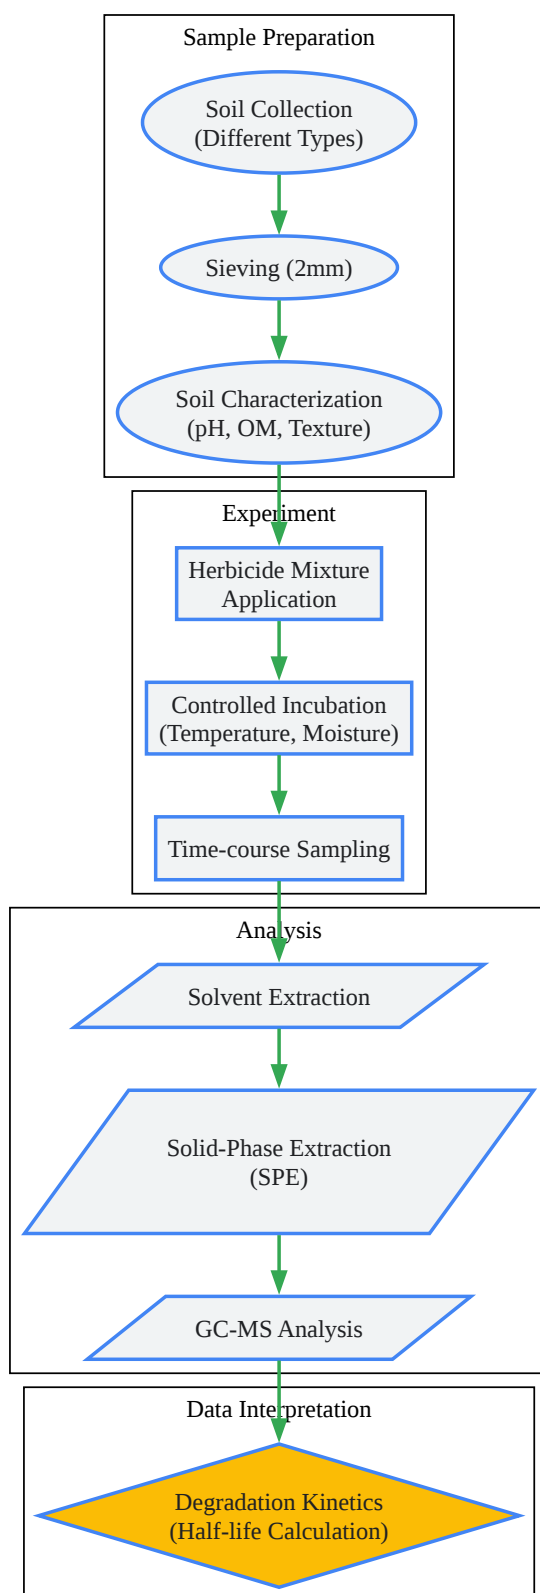 Sample Preparation
Soil Collection
(Different Types)
Sieving (2mm)
Soil Characterization
(pH, OM, Texture)
Experiment
Herbicide Mixture
Application
Controlled Incubation
(Temperature, Moisture)
Time-course Sampling
Analysis
Solvent Extraction
Solid-Phase Extraction
(SPE)
GC-MS Analysis
Data Interpretation
Degradation Kinetics
(Half-life Calculation)